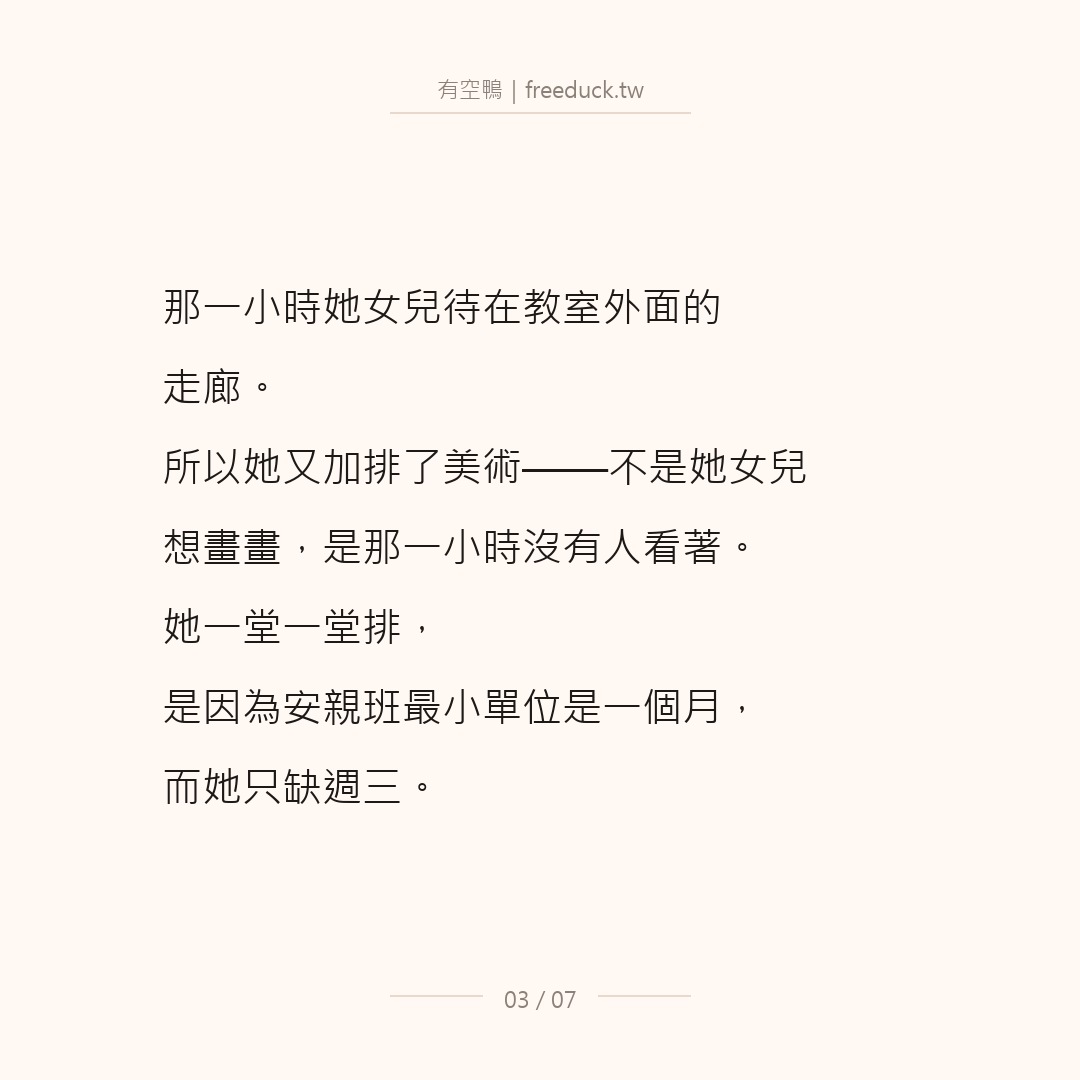 有空鴨｜freeduck.tw
那一小時她女兒待在教室外面的
走廊。
所以她又加排了美術——不是她女兒
想畫畫，是那一小時沒有人看著。
她一堂一堂排，
是因為安親班最小單位是一個月，
而她只缺週三。
03 / 07